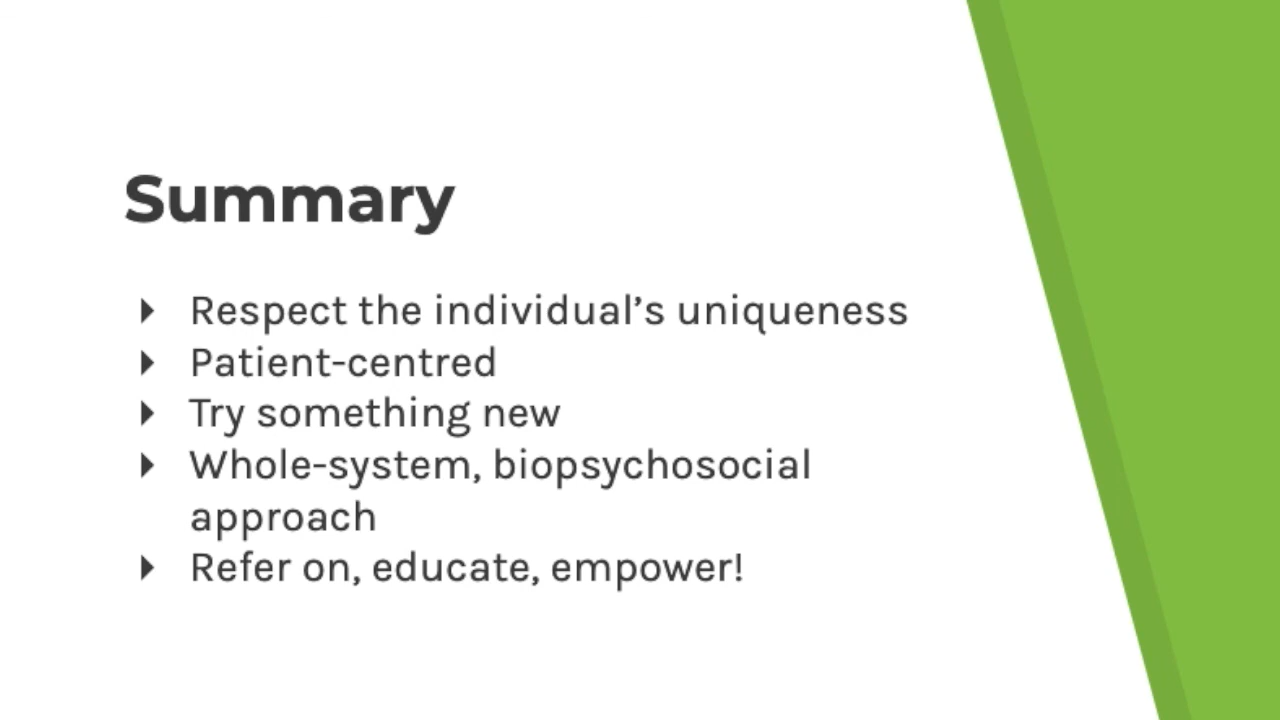 Summary
Respect the individual’s uniqueness
Patient-centred
Try something new
Whole-system, biopsychosocial
approach
Refer on, educate, empower!